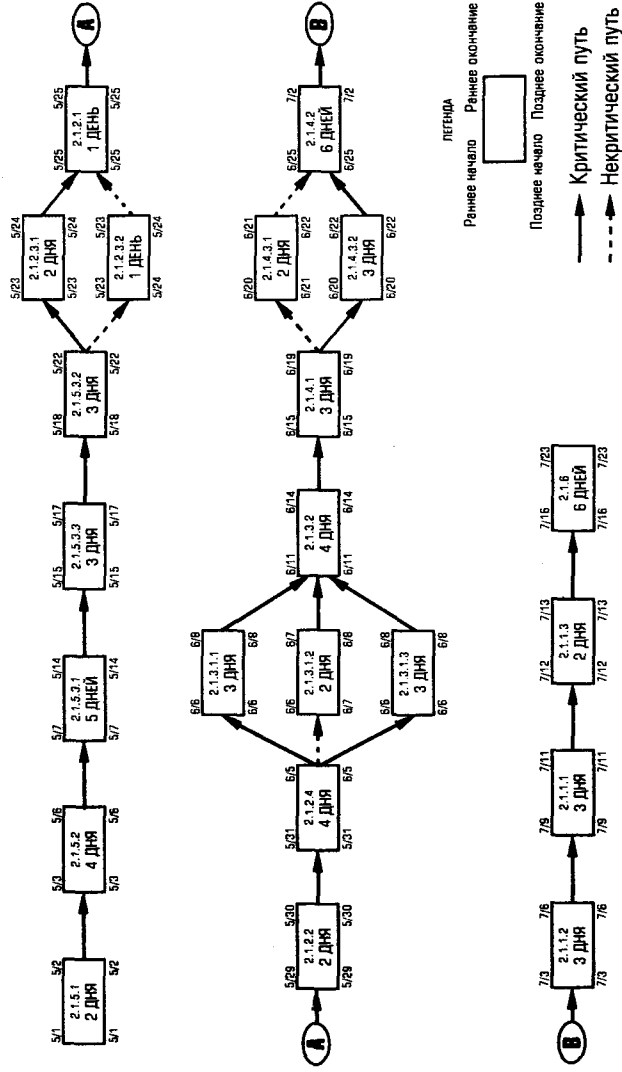 5/1 5/2
2.1.5.1
2 ДНЯ
5/1 5/2
5/3 5/6
2.1.5.2
4 ДНЯ
5/3 5/6
5/7 5/14
2.1.5.3.1
5 ДНЕЙ
5/7 5/14
5/15 5/17
2.1.5.3.3
3 ДНЯ
5/15 5/17
5/18 5/22
2.1.5.3.2
3 ДНЯ
5/18 5/22
5/23 5/24
2.1.2.3.1
2 ДНЯ
5/23 5/24
5/23 5/23
2.1.2.3.2
1 ДЕНЬ
5/24 5/24
5/25 5/25
2.1.2.1
1 ДЕНЬ
5/25 5/25
А
А
5/29 5/30
2.1.2.2
2 ДНЯ
5/29 5/30
5/31 6/5
2.1.2.4
4 ДНЯ
5/31 6/5
6/6 6/8
2.1.3.1.1
3 ДНЯ
6/6 6/8
6/6 6/7
2.1.3.1.2
2 ДНЯ
6/7 6/8
6/6 6/8
2.1.3.1.3
3 ДНЯ
6/6 6/8
6/11 6/14
2.1.3.2
4 ДНЯ
6/11 6/14
6/15 6/19
2.1.4.1
3 ДНЯ
6/15 6/19
6/20 6/21
2.1.4.3.1
2 ДНЯ
6/21 6/22
6/20 6/22
2.1.4.3.2
3 ДНЯ
6/20 6/22
6/25 7/2
2.1.4.2
6 ДНЕЙ
6/25 7/2
В
В
7/3 7/6
2.1.1.2
3 ДНЯ
7/3 7/6
7/9 7/11
2.1.1.1
3 ДНЯ
7/9 7/11
7/12 7/13
2.1.1.3
2 ДНЯ
7/12 7/13
7/16 7/23
2.1.6
6 ДНЕЙ
7/16 7/23
ЛЕГЕНДА
Раннее начало Раннее окончание
Позднее начало Позднее окончание
Критический путь
Некритический путь